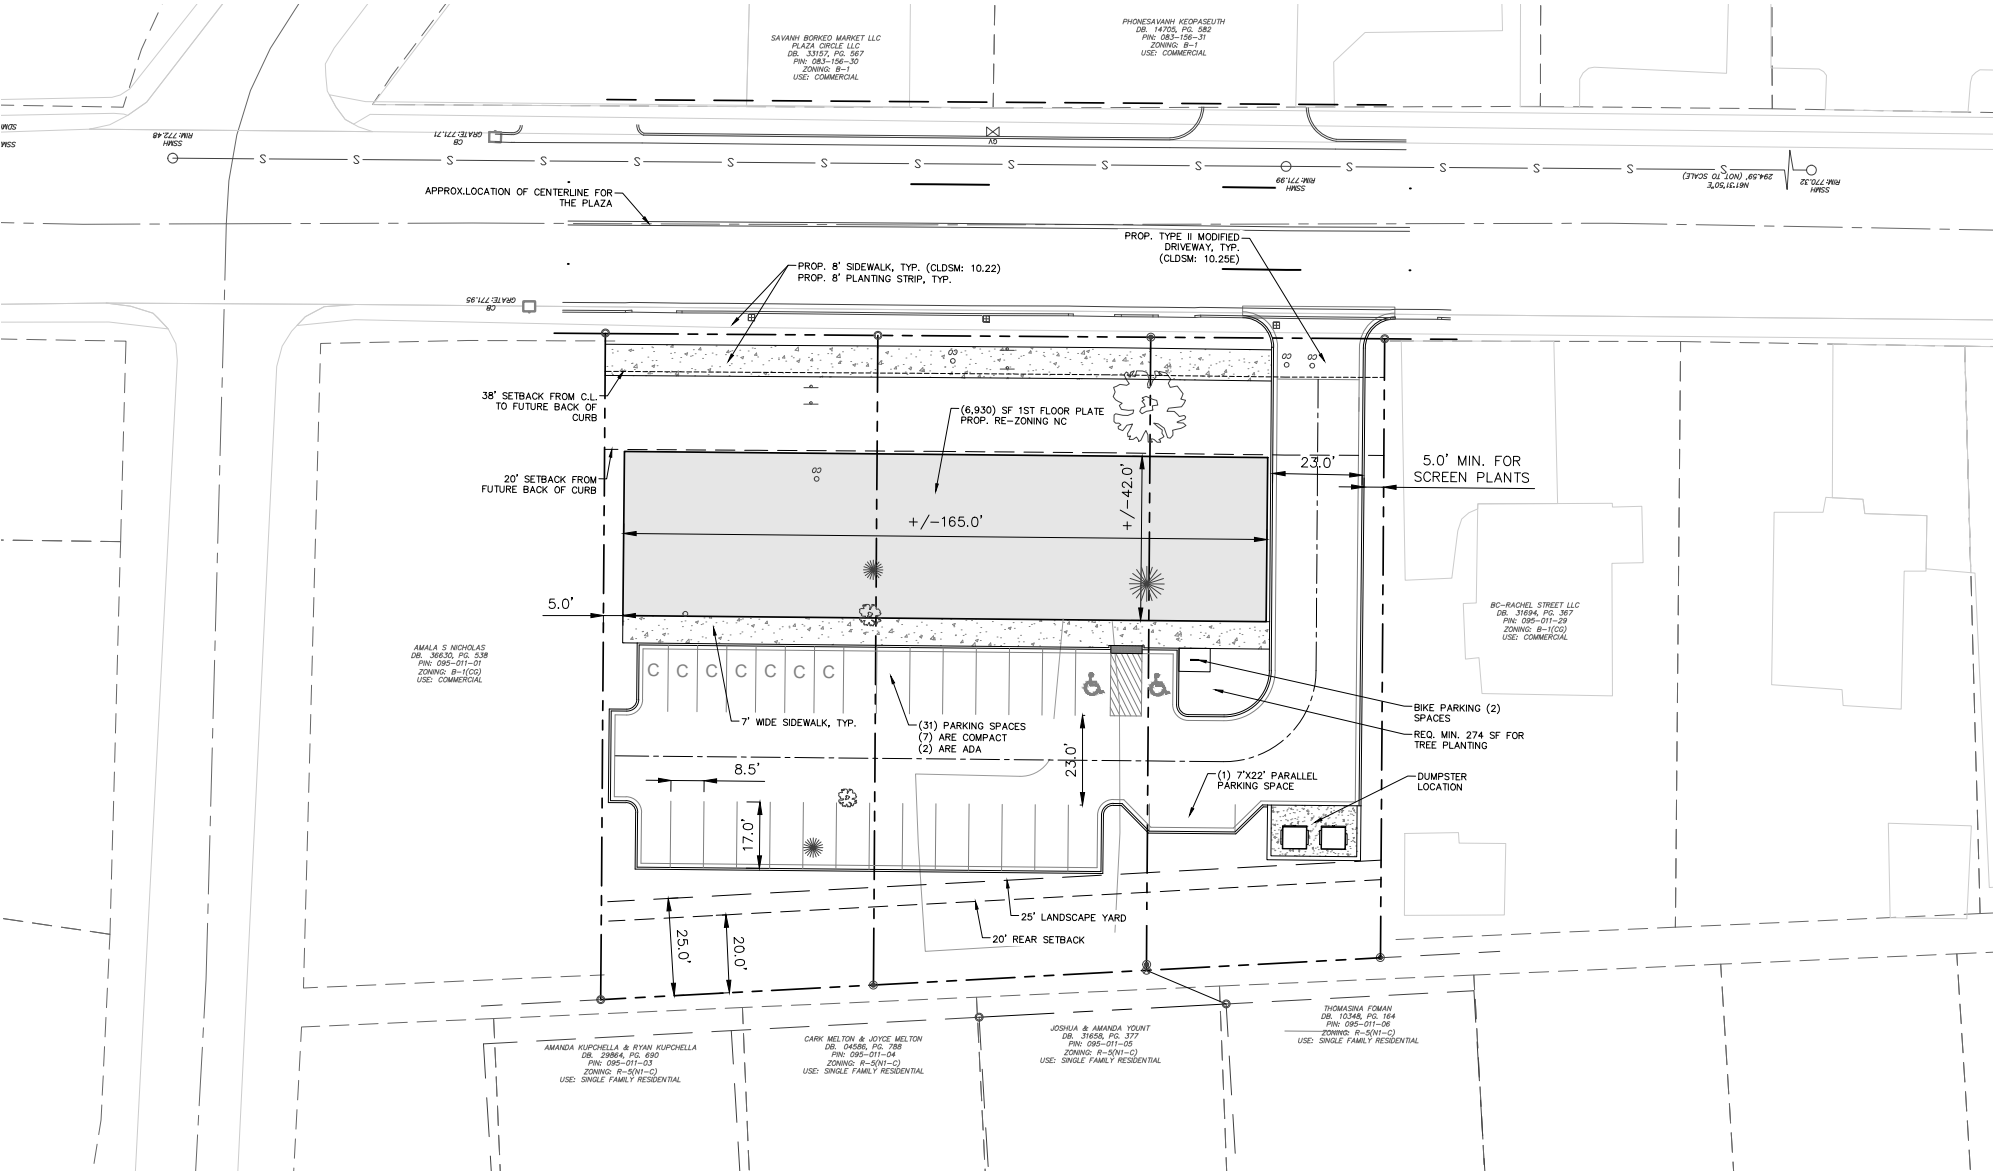 SAVANH BORKEO MARKET LLC
PLAZA CIRCLE LLC
DB. 33157, PG. 567
PIN: 083-156-30
ZONING: B-1
USE: COMMERCIAL
PHONESAVANH KEOPASEUTH
DB. 14705, PG. 582
PIN: 083-156-31
ZONING: B-1
USE: COMMERCIAL
SDMH
SSMH
SSMH
RIM: 772.48
CB
GRATE: 771.71
GV
S S S S S S S S S S S S S S S S
SSMH
RIM: 771.99
N61°31'50"E
294.59' (NOT TO SCALE)
SSMH
RIM: 770.32
APPROX.LOCATION OF CENTERLINE FOR
THE PLAZA
PROP. TYPE II MODIFIED
DRIVEWAY, TYP.
(CLDSM: 10.25E)
PROP. 8' SIDEWALK, TYP. (CLDSM: 10.22)
PROP. 8' PLANTING STRIP, TYP.
CB
GRATE: 771.95
CO
CO
CO
38' SETBACK FROM C.L.
TO FUTURE BACK OF
CURB
(6,930) SF 1ST FLOOR PLATE
PROP. RE-ZONING NC
20' SETBACK FROM
FUTURE BACK OF CURB
CO
23.0'
5.0' MIN. FOR
SCREEN PLANTS
+/-42.0'
+/-165.0'
5.0'
BC-RACHEL STREET LLC
DB. 31694, PG. 367
PIN: 095-011-29
ZONING: B-1(CG)
USE: COMMERCIAL
AMALA S NICHOLAS
DB. 36630, PG. 538
PIN: 095-011-01
ZONING: B-1(CG)
USE: COMMERCIAL
C C C C C C C
7' WIDE SIDEWALK, TYP.
(31) PARKING SPACES
(7) ARE COMPACT
(2) ARE ADA
BIKE PARKING (2)
SPACES
REQ. MIN. 274 SF FOR
TREE PLANTING
23.0'
8.5'
(1) 7'X22' PARALLEL
PARKING SPACE
DUMPSTER
LOCATION
17.0'
25' LANDSCAPE YARD
20' REAR SETBACK
25.0'
20.0'
AMANDA KUPCHELLA & RYAN KUPCHELLA
DB. 29864, PG. 690
PIN: 095-011-03
ZONING: R-5(N1-C)
USE: SINGLE FAMILY RESIDENTIAL
CARK MELTON & JOYCE MELTON
DB. 04586, PG. 788
PIN: 095-011-04
ZONING: R-5(N1-C)
USE: SINGLE FAMILY RESIDENTIAL
JOSHUA & AMANDA YOUNT
DB. 31658, PG. 377
PIN: 095-011-05
ZONING: R-5(N1-C)
USE: SINGLE FAMILY RESIDENTIAL
THOMASINA FOMAN
DB. 10348, PG. 164
PIN: 095-011-06
ZONING: R-5(N1-C)
USE: SINGLE FAMILY RESIDENTIAL